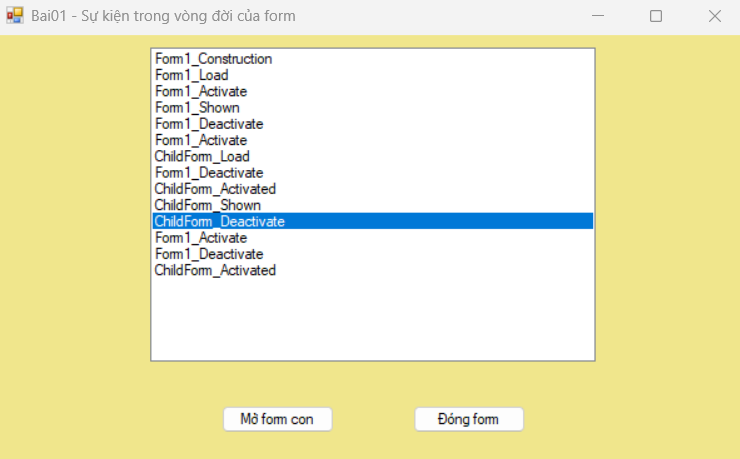 Bai01 - Sự kiện trong vòng đời của form
Form1_Construction
Form1_Load
Form1_Activate
Form1_Shown
Form1_Deactivate
Form1_Activate
ChildForm_Load
Form1_Deactivate
ChildForm_Activated
ChildForm_Shown
ChildForm_Deactivate
Form1_Activate
Form1_Deactivate
ChildForm_Activated
Mở form con
Đóng form